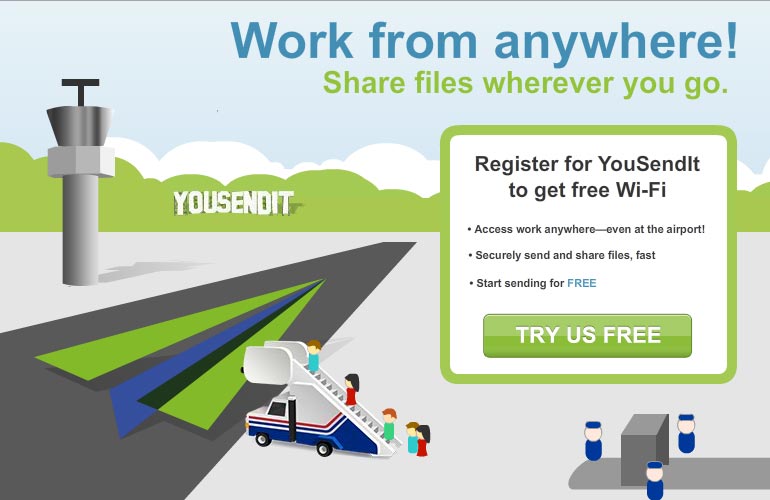 Work from anywhere!
Share files wherever you go.
YOUSENDIT
Register for YouSendIt
to get free Wi-Fi
• Access work anywhere—even at the airport!
• Securely send and share files, fast
• Start sending for FREE
TRY US FREE